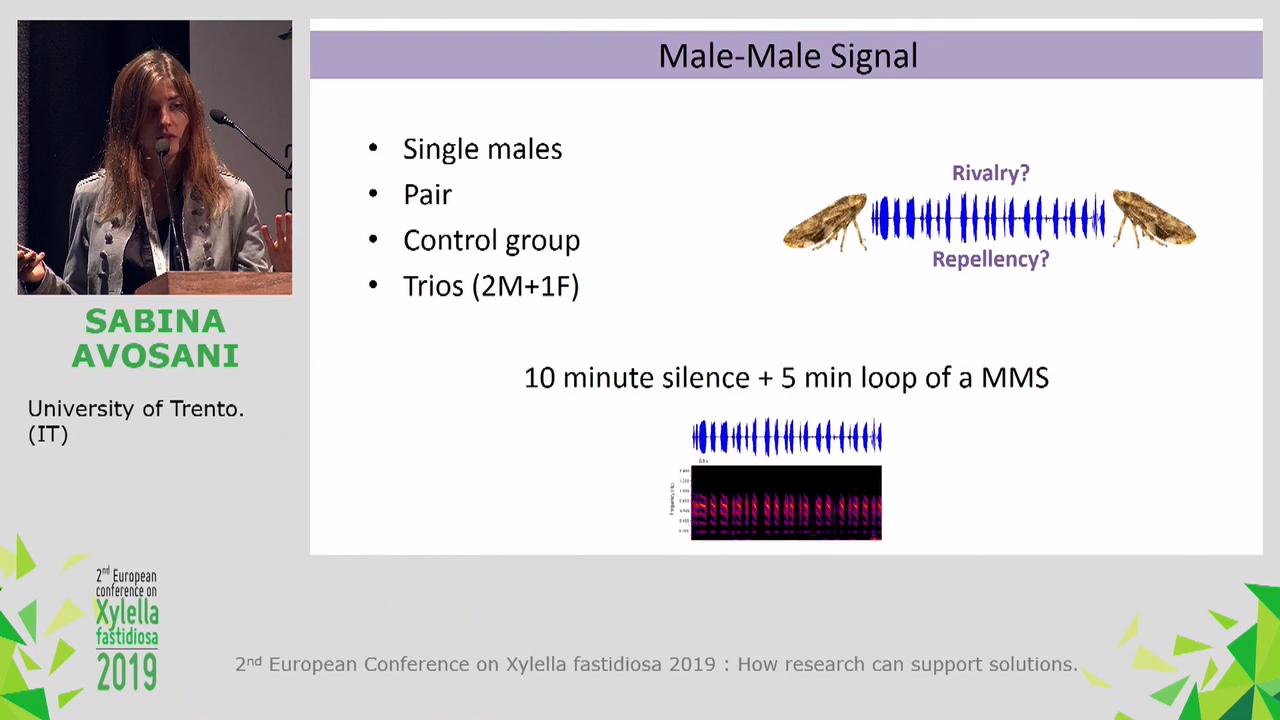 Male-Male Signal
• Single males
• Pair
• Control group
• Trios (2M+1F)
Rivalry?
Repellency?
10 minute silence + 5 min loop of a MMS
SABINA
AVOSANI
University of Trento.
(IT)
2nd European
conference on
Xylella
fastidiosa
2019
2nd European Conference on Xylella fastidiosa 2019 : How research can support solutions.